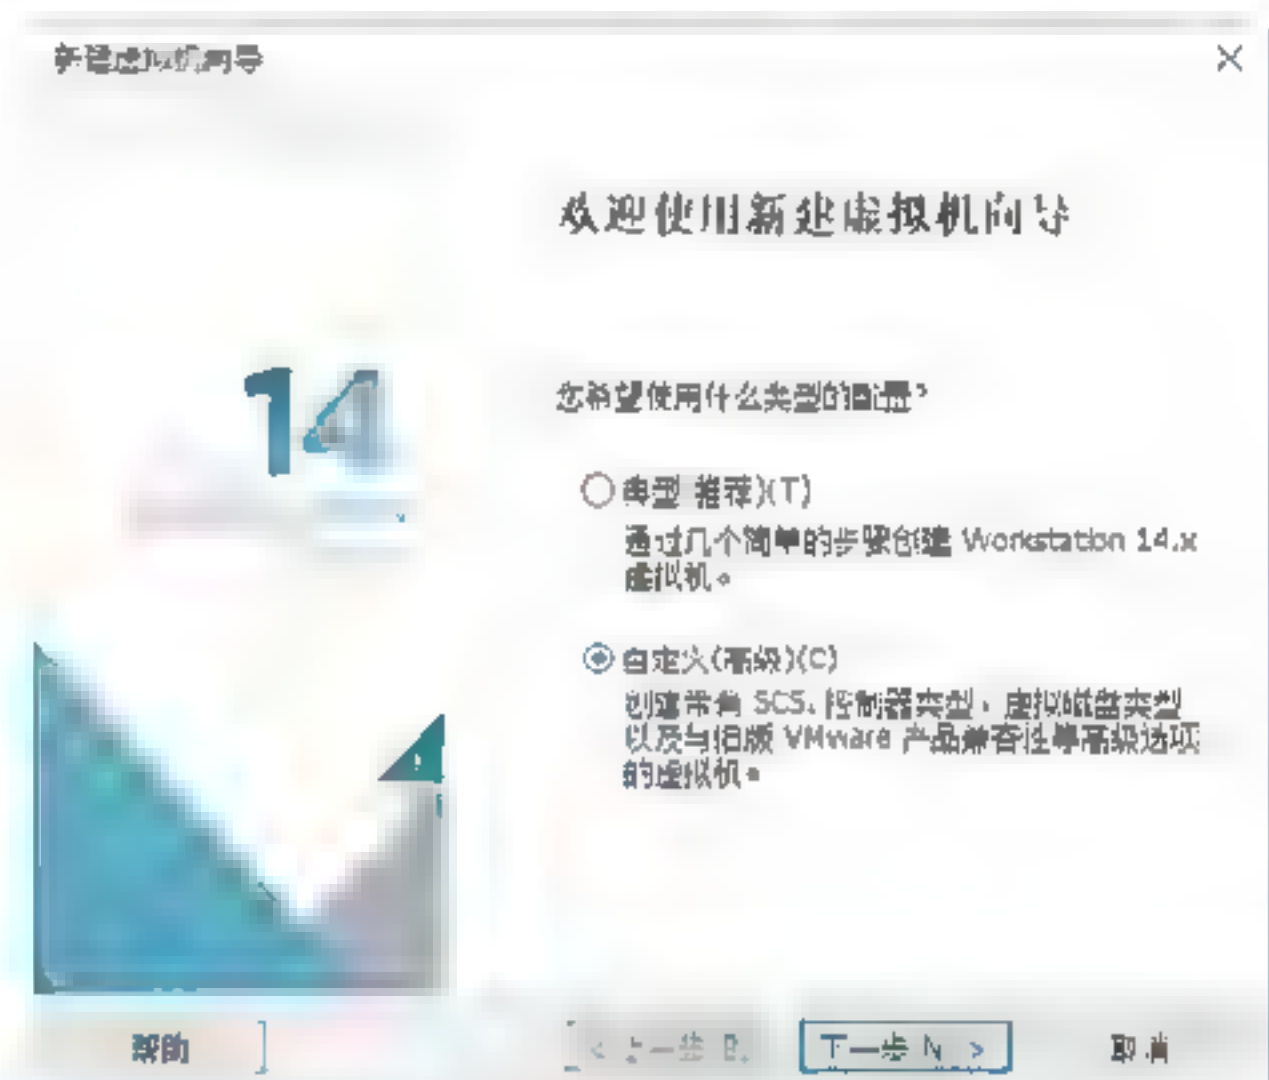 新建虚拟机向导
欢迎使用新建虚拟机向导
14
您希望使用什么类型的配置?
典型(推荐)(T)
通过几个简单的步骤创建 Workstation 14.x
虚拟机。
自定义(高级)(C)
创建带有 SCSI 控制器类型、虚拟磁盘类型
以及与旧版 VMware 产品兼容性等高级选项
的虚拟机。
帮助
< 上一步(B)
下一步(N) >
取消